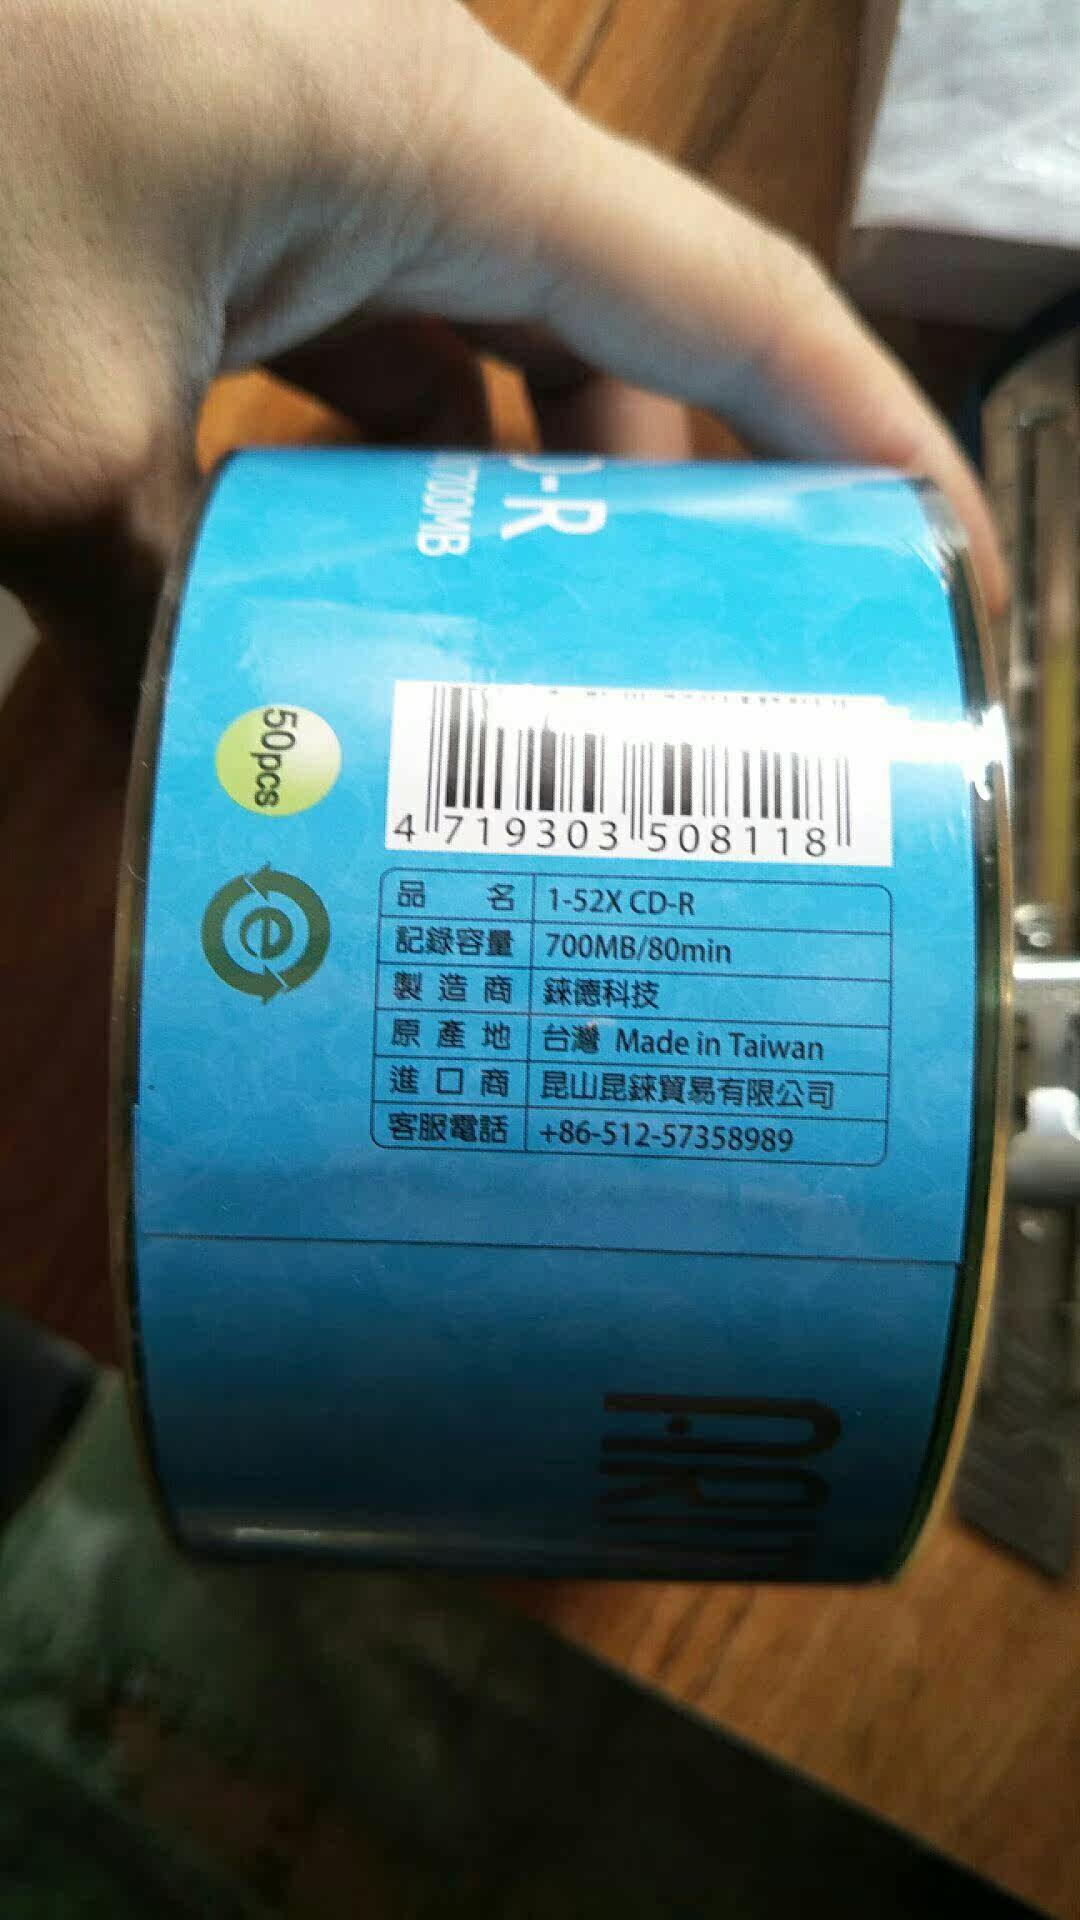 -R
700MB
50pcs
4 719303 508118
e
品名 1-52X CD-R
記錄容量 700MB/80min
製造商 錸德科技
原產地 台灣 Made in Taiwan
進口商 昆山昆錸貿易有限公司
客服電話 +86-512-57358989